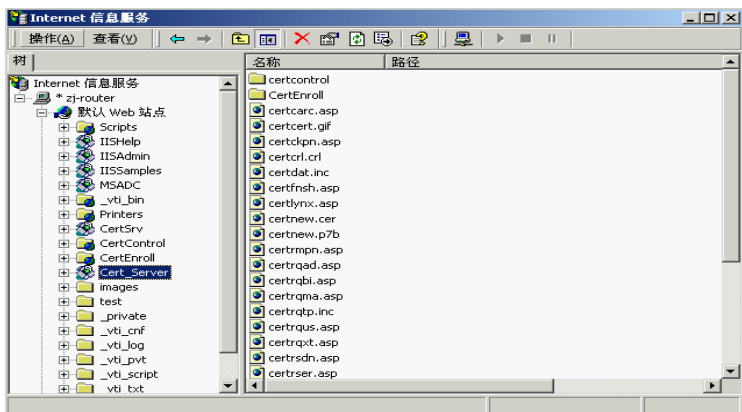 Internet 信息服务
操作(A) 查看(V)
树
名称 路径
Internet 信息服务
* zj-router
默认 Web 站点
Scripts
IISHelp
IISAdmin
IISSamples
MSADC
_vti_bin
Printers
CertSrv
CertControl
CertEnroll
Cert_Server
images
test
_private
_vti_cnf
_vti_log
_vti_pvt
_vti_script
_vti_txt
certcontrol
CertEnroll
certcarc.asp
certcert.gif
certckpn.asp
certcrl.crl
certdat.inc
certfnsh.asp
certlynx.asp
certnew.cer
certnew.p7b
certrmpn.asp
certrqad.asp
certrqbi.asp
certrqma.asp
certrqtp.inc
certrqus.asp
certrqxt.asp
certrsdn.asp
certrser.asp